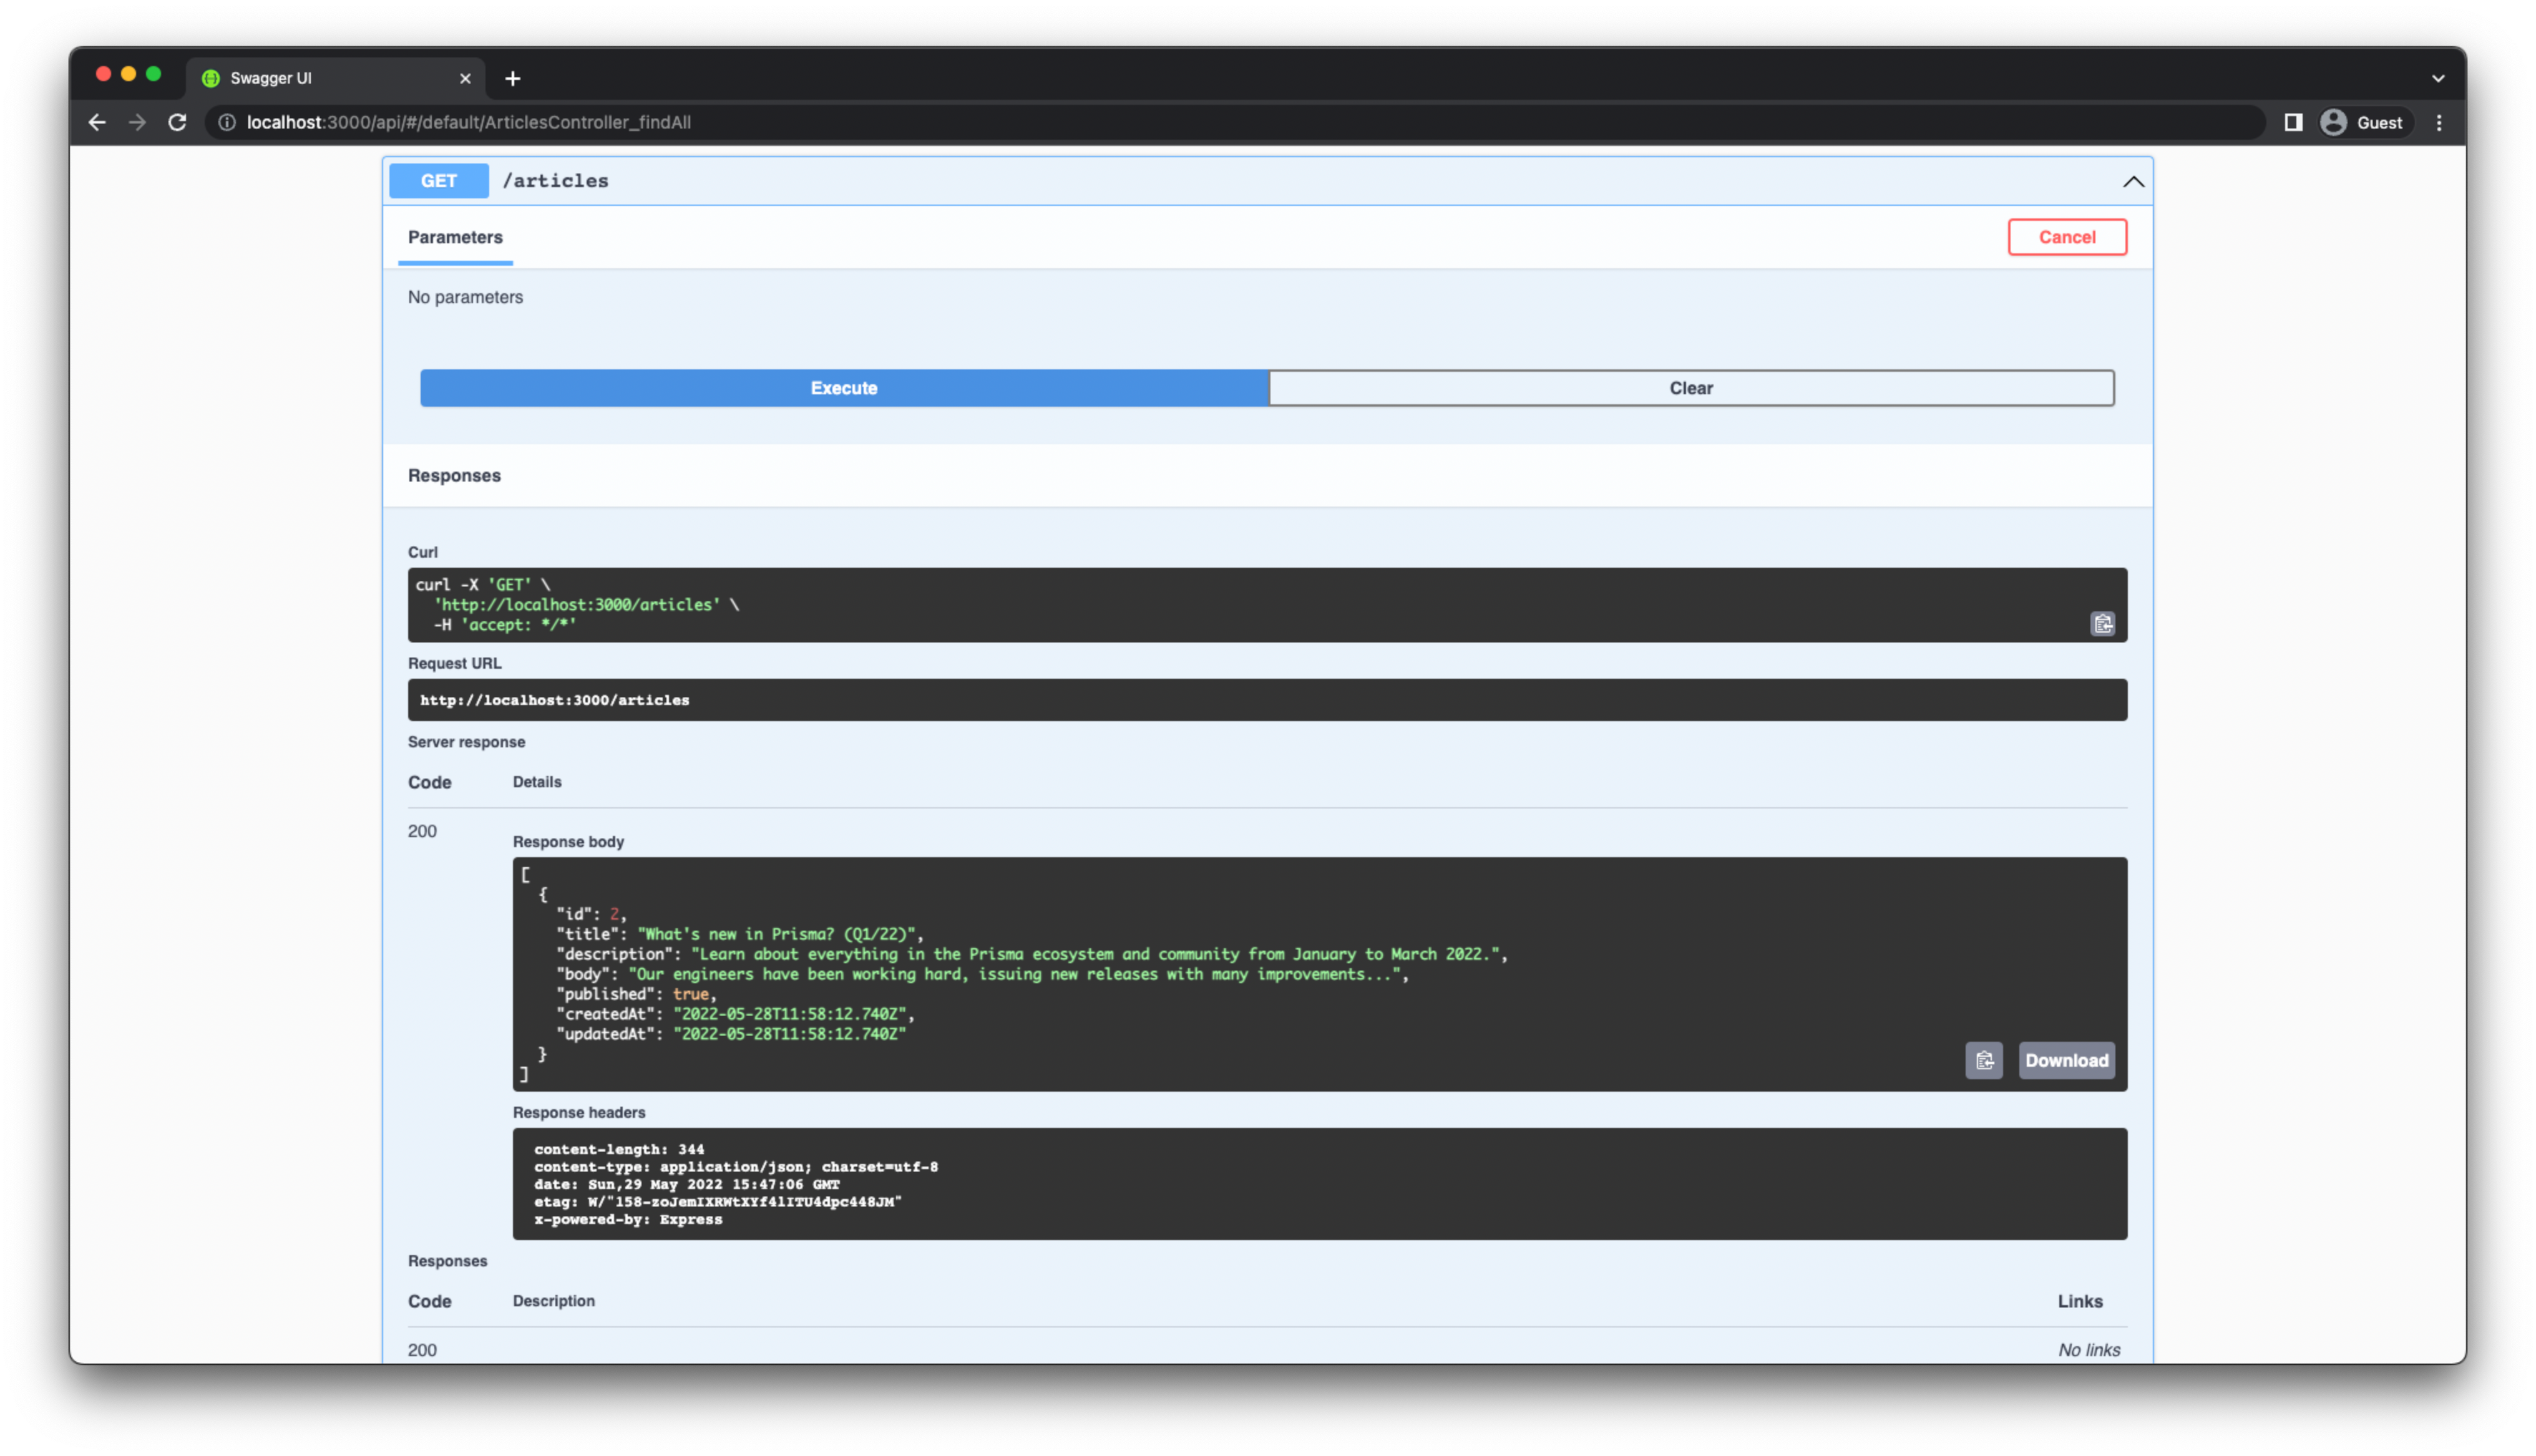 Swagger UI
localhost:3000/api/#/default/ArticlesController_findAll
Guest
GET /articles
Parameters
Cancel
No parameters
Execute
Clear
Responses
Curl
curl -X 'GET' \
  'http://localhost:3000/articles' \
  -H 'accept: */*'
Request URL
http://localhost:3000/articles
Server response
Code Details
200
Response body
[
  {
    "id": 2,
    "title": "What's new in Prisma? (Q1/22)",
    "description": "Learn about everything in the Prisma ecosystem and community from January to March 2022.",
    "body": "Our engineers have been working hard, issuing new releases with many improvements...",
    "published": true,
    "createdAt": "2022-05-28T11:58:12.740Z",
    "updatedAt": "2022-05-28T11:58:12.740Z"
  }
]
Download
Response headers
content-length: 344
content-type: application/json; charset=utf-8
date: Sun,29 May 2022 15:47:06 GMT
etag: W/"158-zoJemIXRWtXYf4lITU4dpc448JM"
x-powered-by: Express
Responses
Code Description Links
200 No links